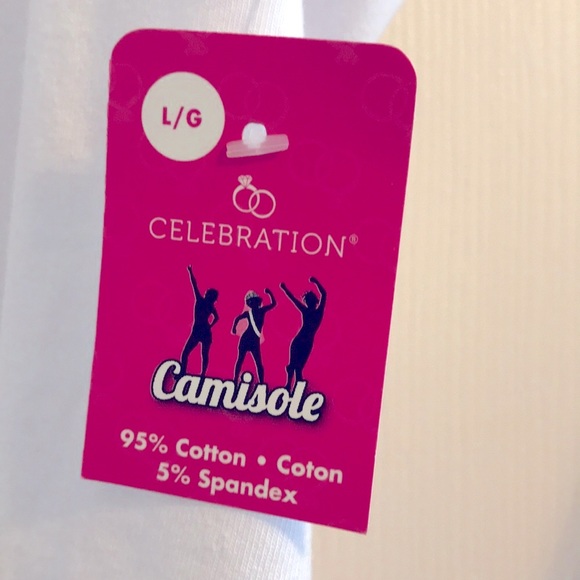 L/G
CELEBRATION®
Camisole
95% Cotton • Coton
5% Spandex